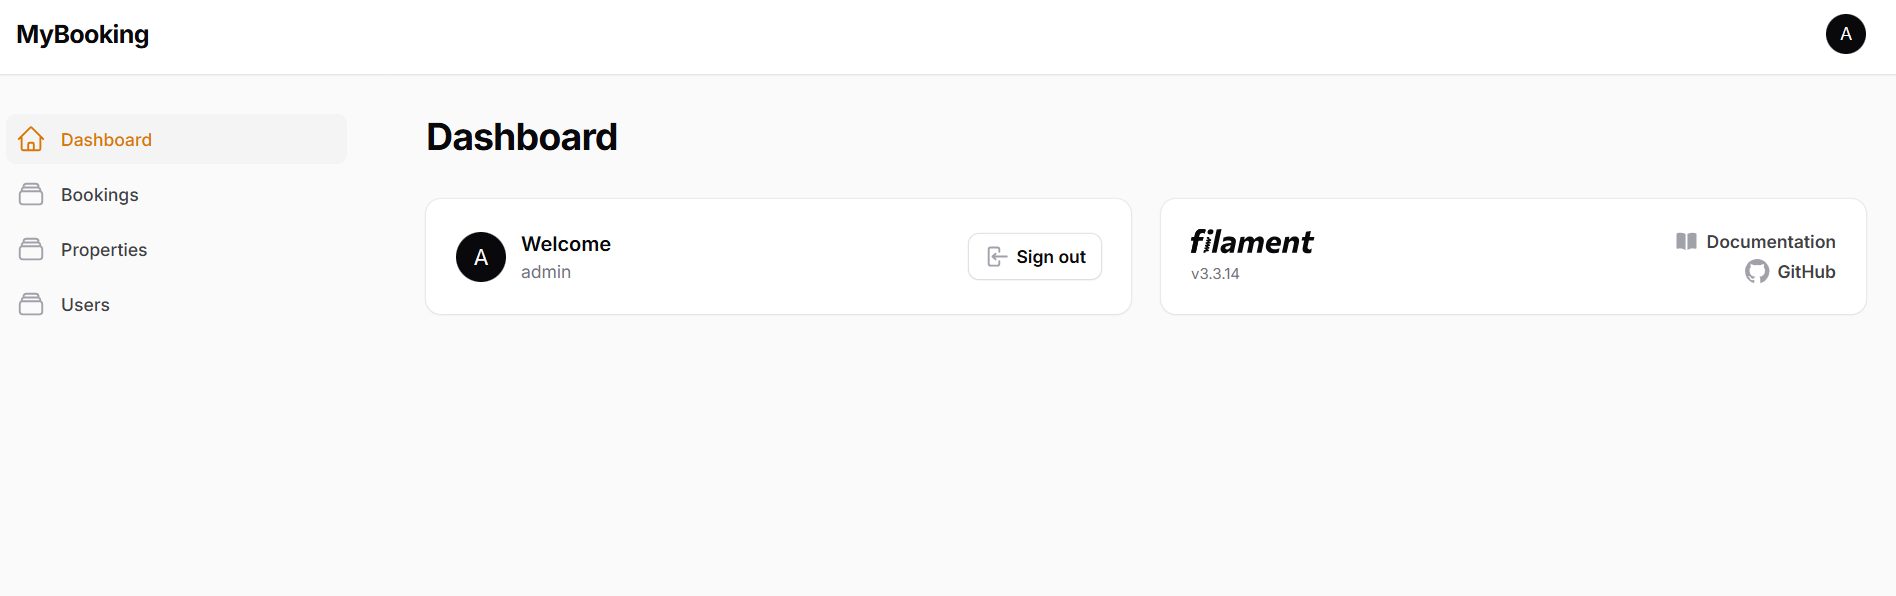 MyBooking
A
Dashboard
Bookings
Properties
Users
Dashboard
A
Welcome
admin
Sign out
filament
v3.3.14
Documentation
GitHub